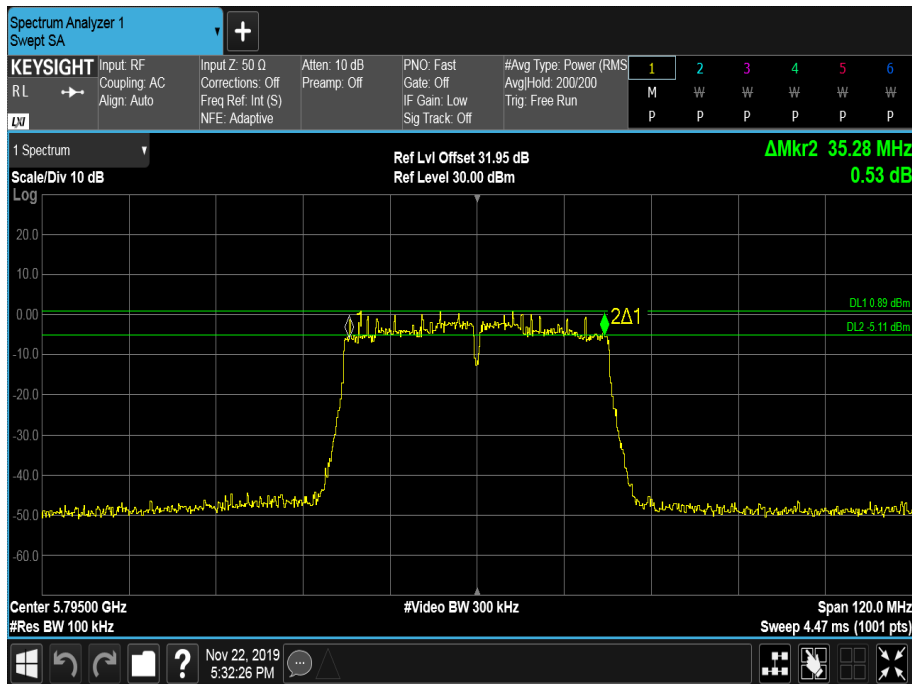 Spectrum Analyzer 1
Swept SA
+
KEYSIGHT
RL
LXI
Input: RF
Coupling: AC
Align: Auto
Input Z: 50 Ω
Corrections: Off
Freq Ref: Int (S)
NFE: Adaptive
Atten: 10 dB
Preamp: Off
PNO: Fast
Gate: Off
IF Gain: Low
Sig Track: Off
#Avg Type: Power (RMS
Avg|Hold: 200/200
Trig: Free Run
1 2 3 4 5 6
M W W W W W
P P P P P P
1 Spectrum
Scale/Div 10 dB
Log
Ref Lvl Offset 31.95 dB
Ref Level 30.00 dBm
ΔMkr2 35.28 MHz
0.53 dB
20.0
10.0
0.00
-10.0
-20.0
-30.0
-40.0
-50.0
-60.0
1
2Δ1
DL1 0.89 dBm
DL2 -5.11 dBm
Center 5.79500 GHz
#Res BW 100 kHz
#Video BW 300 kHz
Span 120.0 MHz
Sweep 4.47 ms (1001 pts)
?
Nov 22, 2019
5:32:26 PM